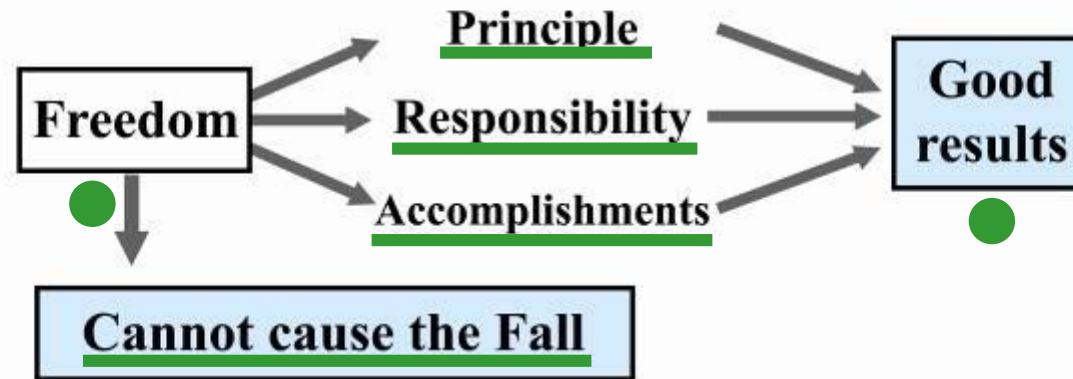 Principle
Freedom
Responsibility
Accomplishments
Good
results
Cannot cause the Fall